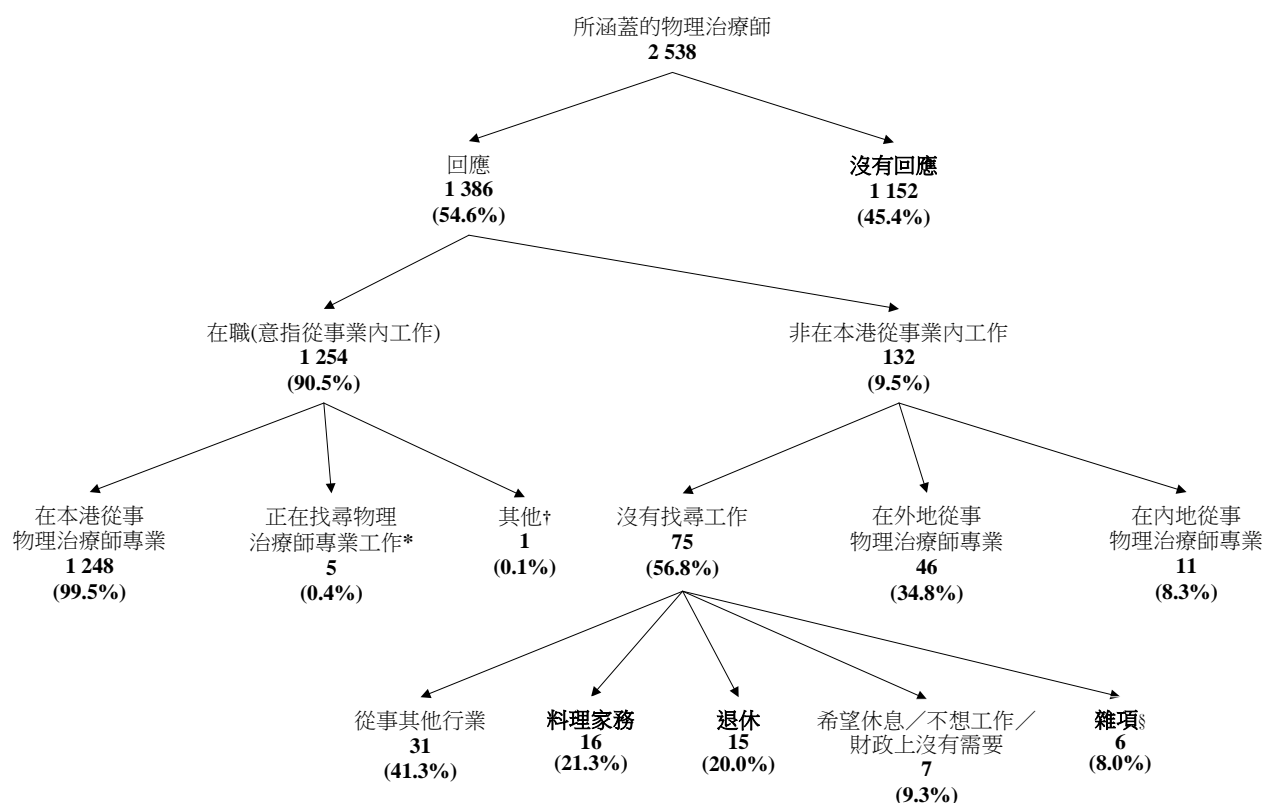 所涵蓋的物理治療師
2 538
回應
1 386
(54.6%)
沒有回應
1 152
(45.4%)
在職(意指從事業內工作)
1 254
(90.5%)
非在本港從事業內工作
132
(9.5%)
在本港從事
物理治療師專業
1 248
(99.5%)
正在找尋物理
治療師專業工作*
5
(0.4%)
其他†
1
(0.1%)
沒有找尋工作
75
(56.8%)
在外地從事
物理治療師專業
46
(34.8%)
在內地從事
物理治療師專業
11
(8.3%)
從事其他行業
31
(41.3%)
料理家務
16
(21.3%)
退休
15
(20.0%)
希望休息／不想工作／
財政上沒有需要
7
(9.3%)
雜項§
6
(8.0%)